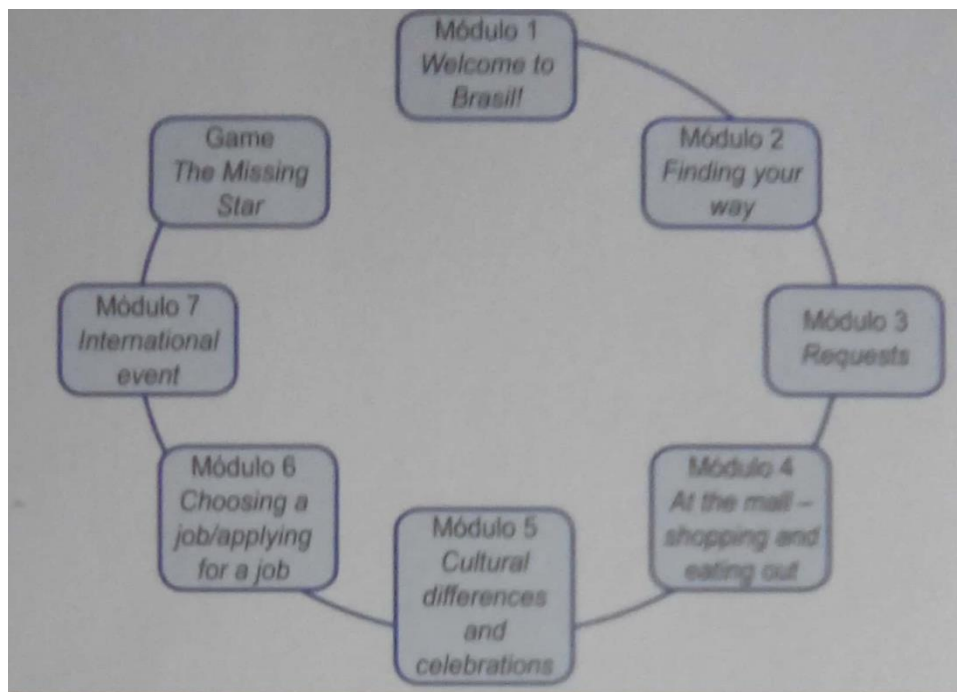 Módulo 1
Welcome to
Brasil!
Módulo 2
Finding your
way
Módulo 3
Requests
Módulo 4
At the mall –
shopping and
eating out
Módulo 5
Cultural
differences
and
celebrations
Módulo 6
Choosing a
job/applying
for a job
Módulo 7
International
event
Game
The Missing
Star